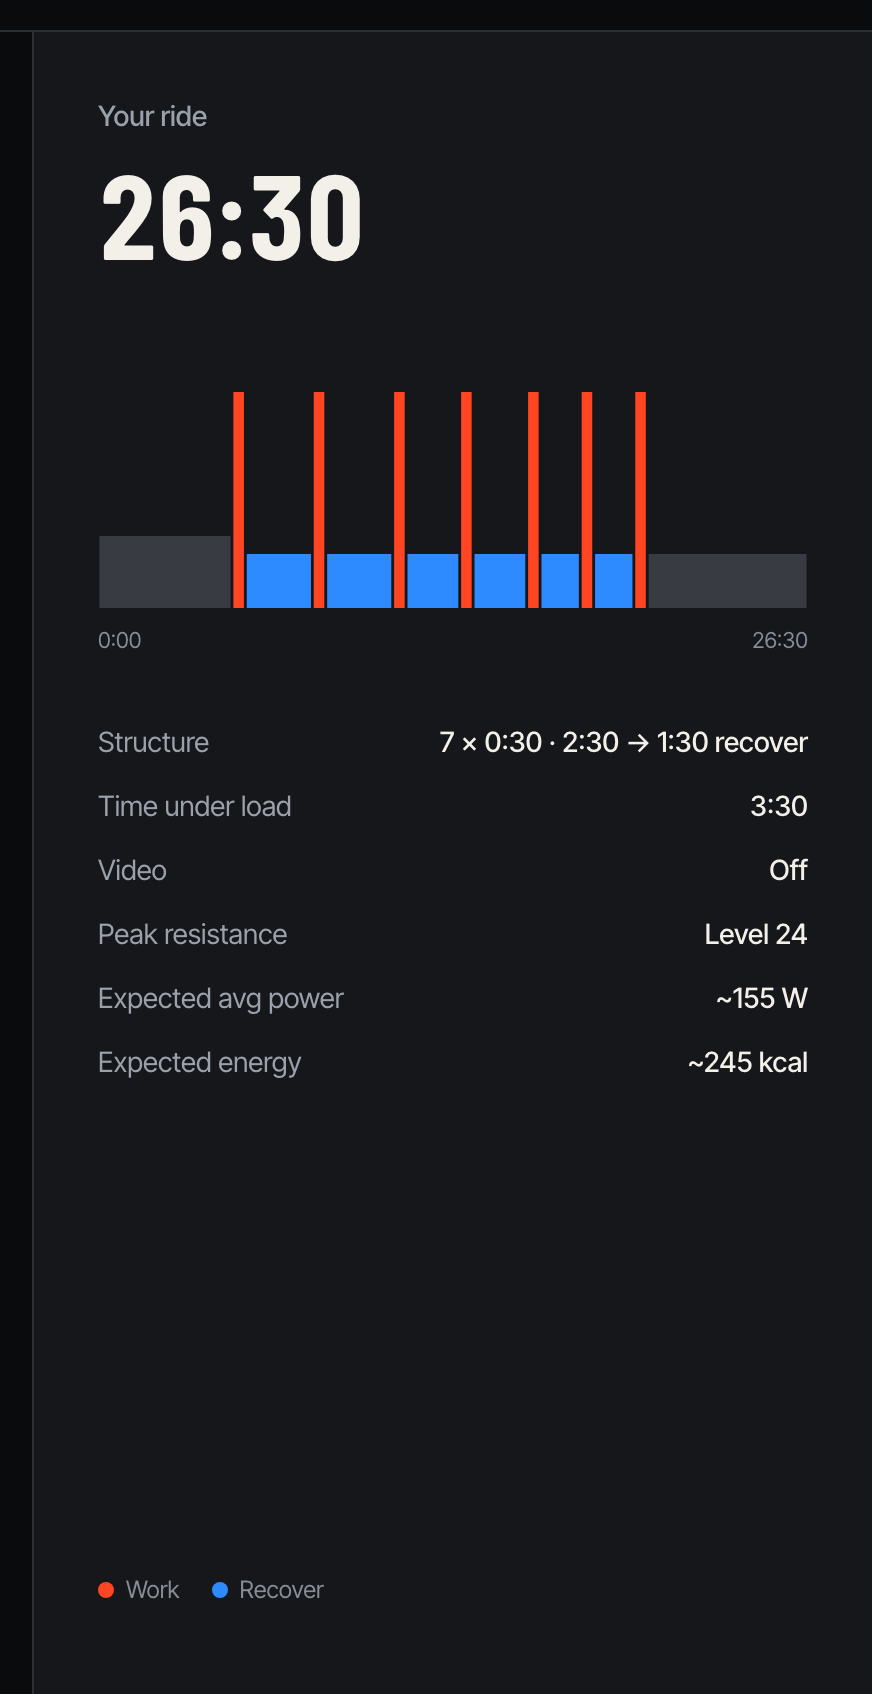 Your ride
26:30
0:00 26:30
Structure 7 × 0:30 · 2:30 → 1:30 recover
Time under load 3:30
Video Off
Peak resistance Level 24
Expected avg power ~155 W
Expected energy ~245 kcal
Work Recover